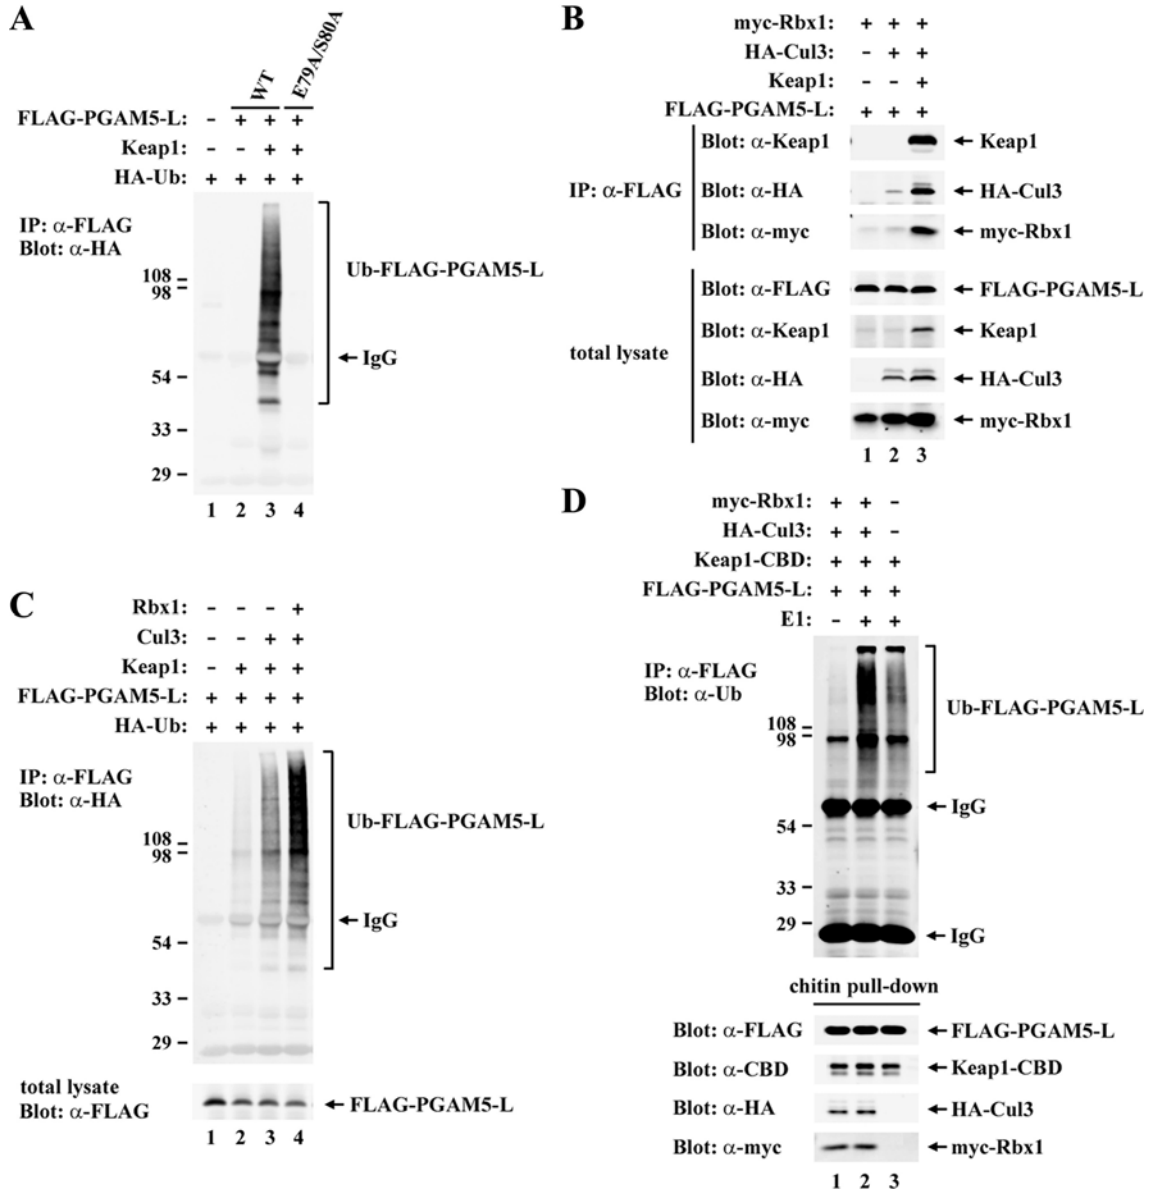 A
WT
E79A/S80A
FLAG-PGAM5-L: - + + +
Keap1: - - + +
HA-Ub: + + + +
IP: α-FLAG
Blot: α-HA
Ub-FLAG-PGAM5-L
108
98
IgG
54
33
29
1 2 3 4
B
myc-Rbx1: + + +
HA-Cul3: - + +
Keap1: - - +
FLAG-PGAM5-L: + + +
IP: α-FLAG
Blot: α-Keap1 Keap1
Blot: α-HA HA-Cul3
Blot: α-myc myc-Rbx1
total lysate
Blot: α-FLAG FLAG-PGAM5-L
Blot: α-Keap1 Keap1
Blot: α-HA HA-Cul3
Blot: α-myc myc-Rbx1
1 2 3
C
Rbx1: - - - +
Cul3: - - + +
Keap1: - + + +
FLAG-PGAM5-L: + + + +
HA-Ub: + + + +
IP: α-FLAG
Blot: α-HA
Ub-FLAG-PGAM5-L
108
98
IgG
54
33
29
total lysate
Blot: α-FLAG FLAG-PGAM5-L
1 2 3 4
D
myc-Rbx1: + + -
HA-Cul3: + + -
Keap1-CBD: + + +
FLAG-PGAM5-L: + + +
E1: - + +
IP: α-FLAG
Blot: α-Ub
Ub-FLAG-PGAM5-L
108
98
IgG
54
33
29
IgG
chitin pull-down
Blot: α-FLAG FLAG-PGAM5-L
Blot: α-CBD Keap1-CBD
Blot: α-HA HA-Cul3
Blot: α-myc myc-Rbx1
1 2 3